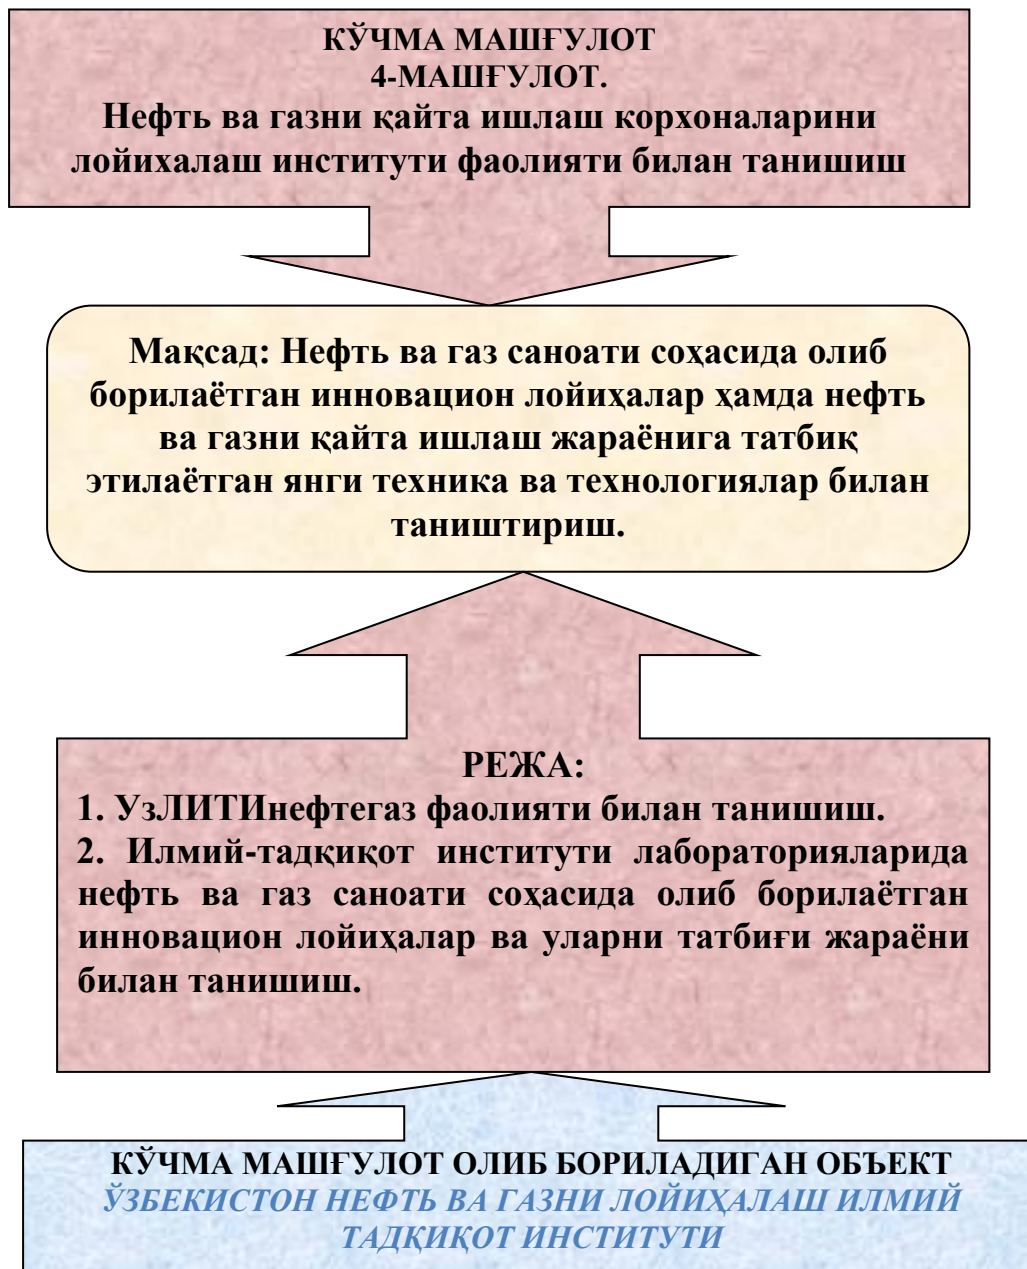 КЎЧМА МАШҒУЛОТ
4-МАШҒУЛОТ.
Нефть ва газни қайта ишлаш корхоналарини
лойихалаш институти фаолияти билан танишиш
Мақсад: Нефть ва газ саноати соҳасида олиб
борилаётган инновацион лойиҳалар ҳамда нефть
ва газни қайта ишлаш жараёнига татбиқ
этилаётган янги техника ва технологиялар билан
таништириш.
РЕЖА:
1. УзЛИТИнефтегаз фаолияти билан танишиш.
2. Илмий-тадқиқот институти лабораторияларида
нефть ва газ саноати соҳасида олиб борилаётган
инновацион лойиҳалар ва уларни татбиғи жараёни
билан танишиш.
КЎЧМА МАШҒУЛОТ ОЛИБ БОРИЛАДИГАН ОБЪЕКТ
ЎЗБЕКИСТОН НЕФТЬ ВА ГАЗНИ ЛОЙИҲАЛАШ ИЛМИЙ
ТАДҚИҚОТ ИНСТИТУТИ